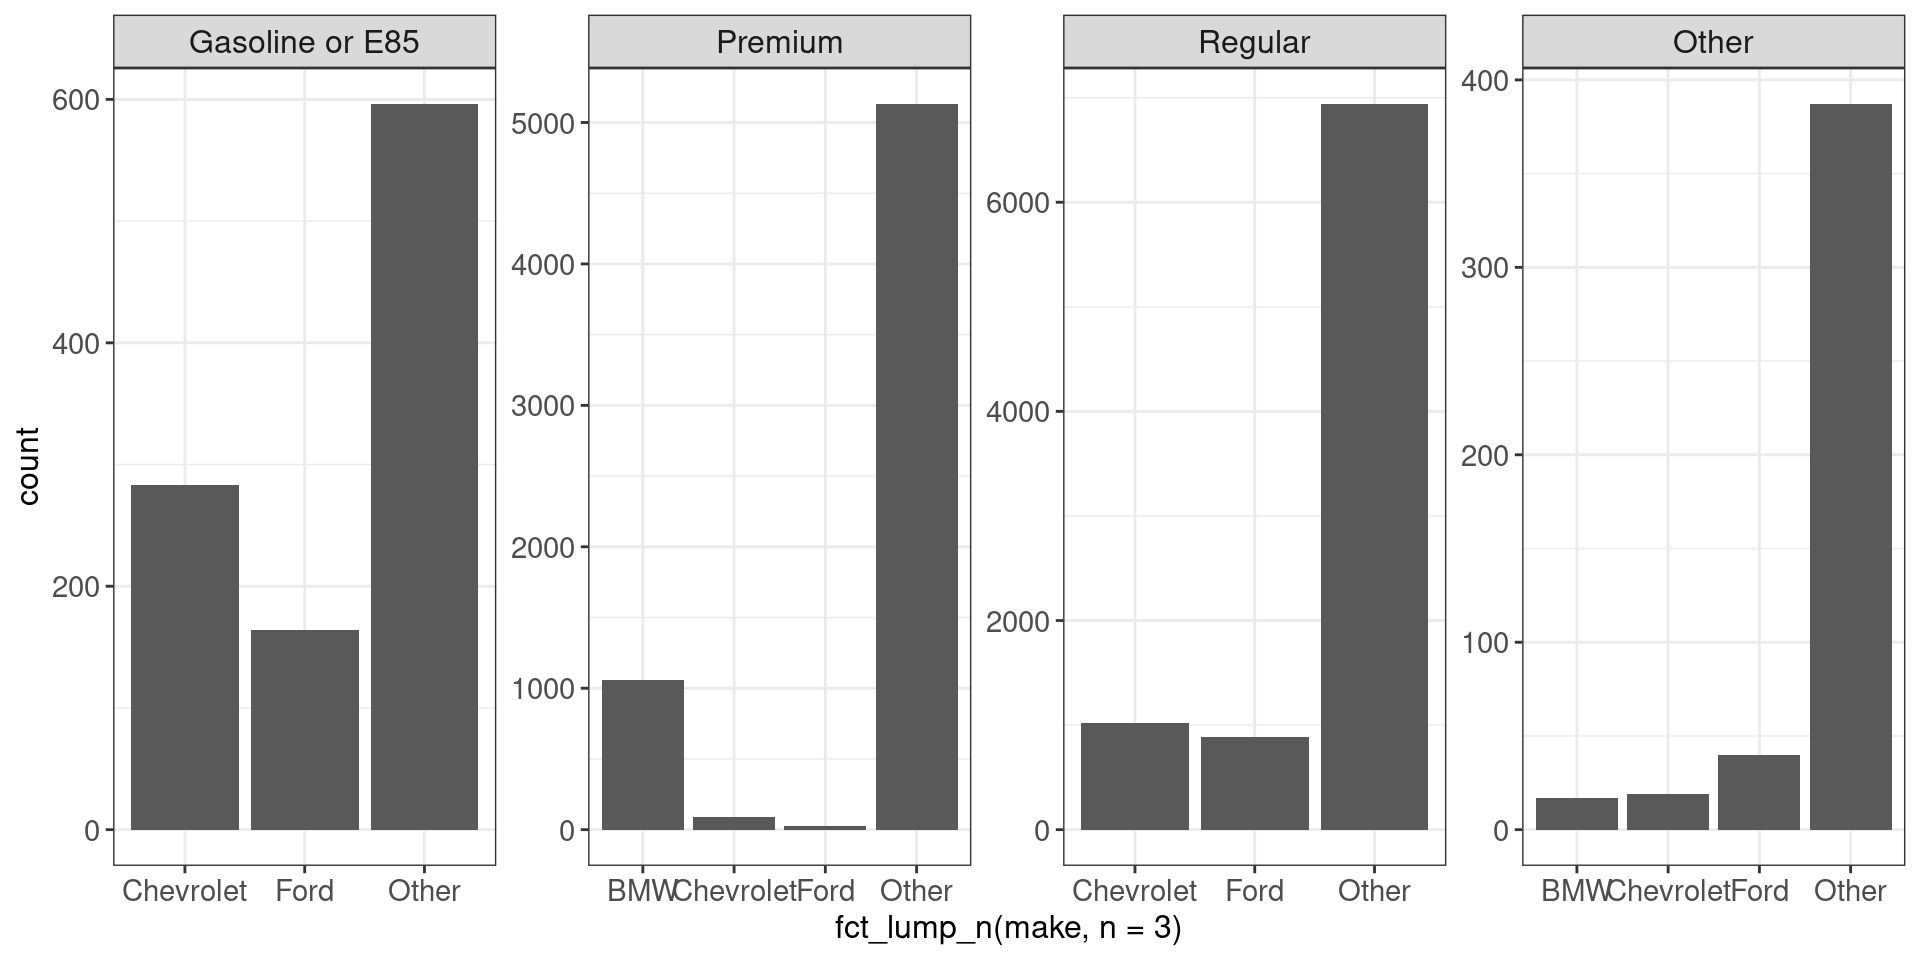 Gasoline or E85
Premium
Regular
Other
count
600
400
200
0
Chevrolet
Ford
Other
5000
4000
3000
2000
1000
0
BMW
Chevrolet
Ford
Other
6000
4000
2000
0
Chevrolet
Ford
Other
400
300
200
100
0
BMW
Chevrolet
Ford
Other
fct_lump_n(make, n = 3)